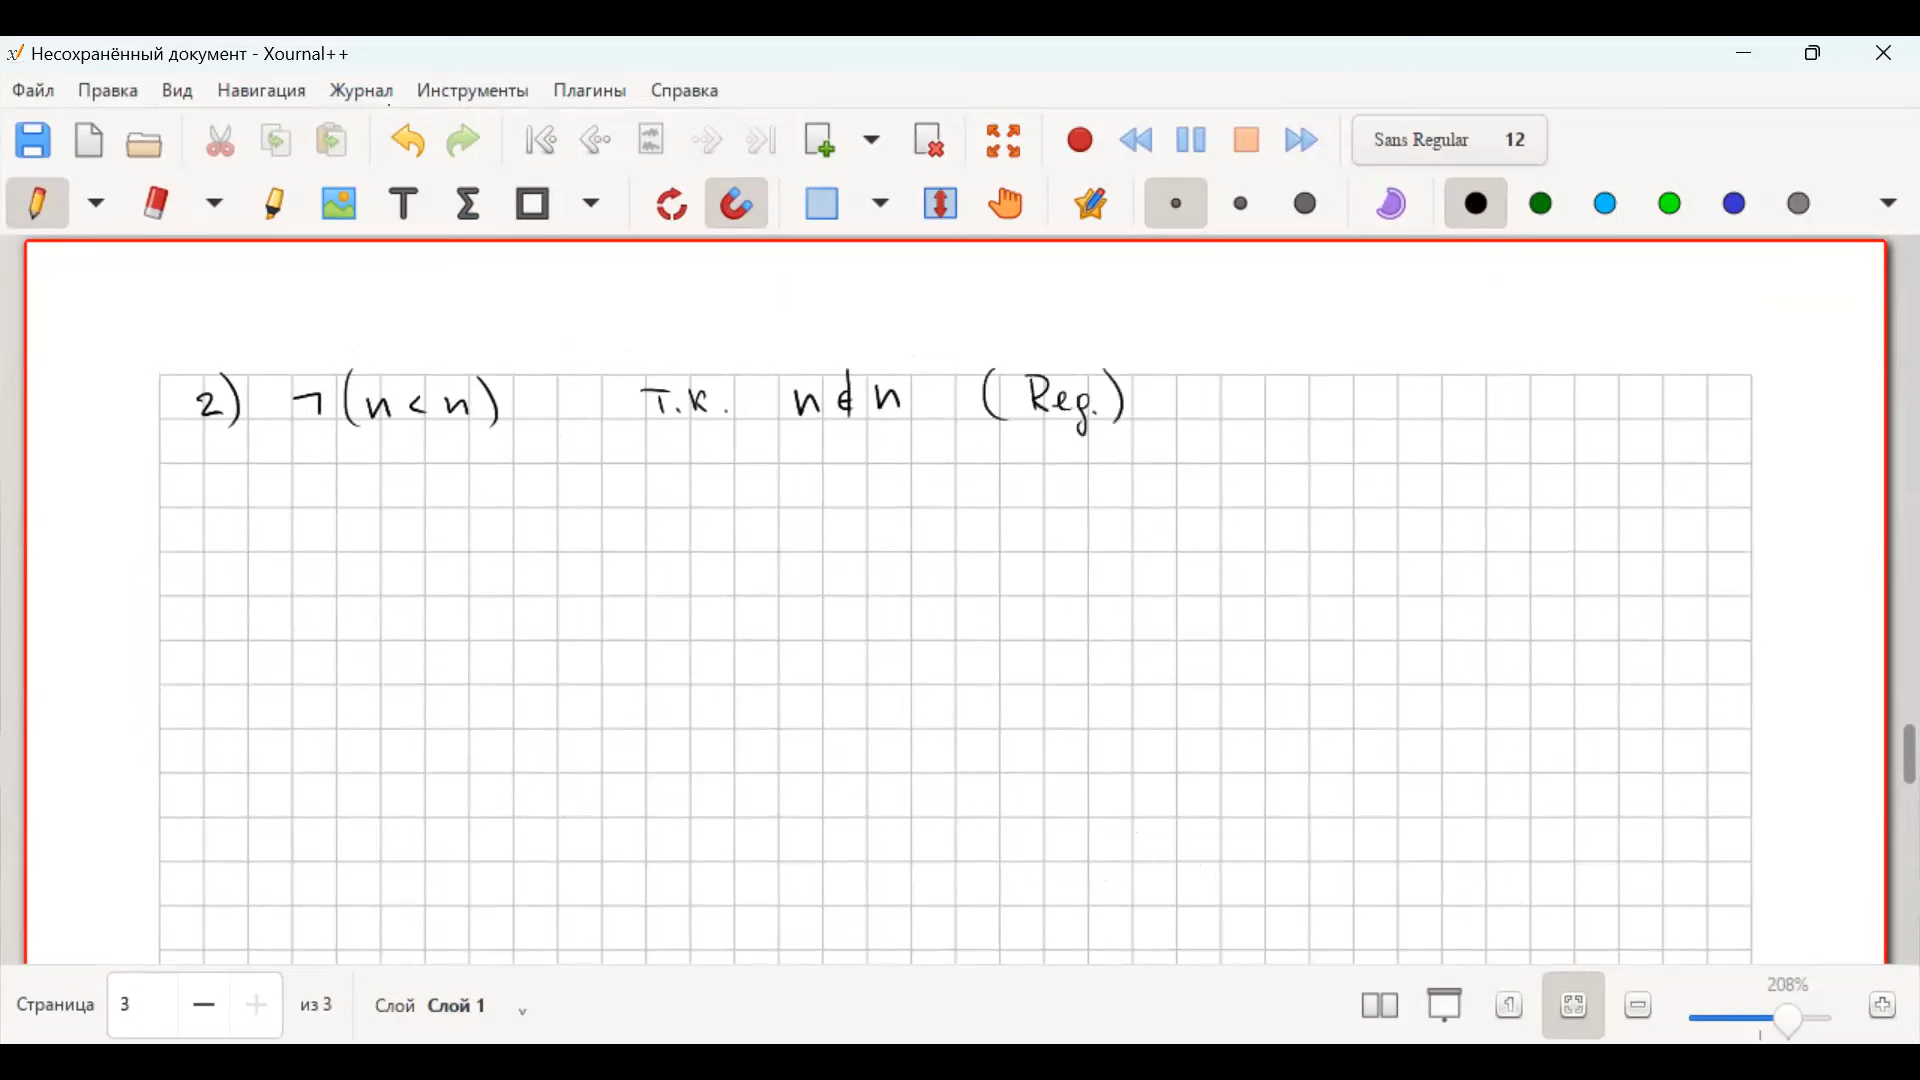 Несохранённый документ - Xournal++
Файл Правка Вид Навигация Журнал Инструменты Плагины Справка
Sans Regular 12
2) ¬(n < n) т.к. n ∉ n (Reg.)
208%
Страница 3 из 3 Слой Слой 1